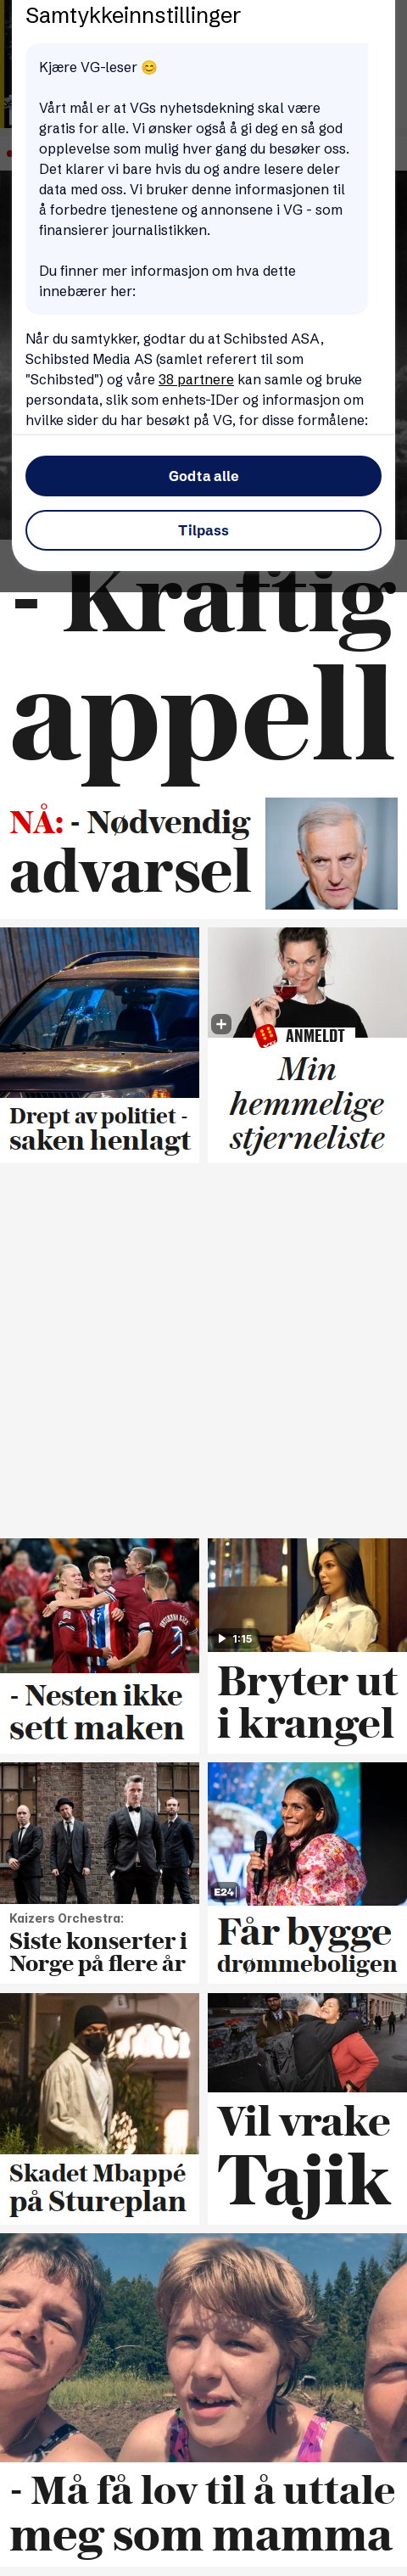 Samtykkeinnstillinger
Kjære VG-leser 😊
Vårt mål er at VGs nyhetsdekning skal være
gratis for alle. Vi ønsker også å gi deg en så god
opplevelse som mulig hver gang du besøker oss.
Det klarer vi bare hvis du og andre lesere deler
data med oss. Vi bruker denne informasjonen til
å forbedre tjenestene og annonsene i VG - som
finansierer journalistikken.
Du finner mer informasjon om hva dette
innebærer her:
Når du samtykker, godtar du at Schibsted ASA,
Schibsted Media AS (samlet referert til som
"Schibsted") og våre 38 partnere kan samle og bruke
persondata, slik som enhets-IDer og informasjon om
hvilke sider du har besøkt på VG, for disse formålene:
Godta alle
Tilpass
- Kraftig
appell
NÅ: - Nødvendig
advarsel
ANMELDT
Drept av politiet -
saken henlagt
Min
hemmelige
stjerneliste
1:15
- Nesten ikke
sett maken
Bryter ut
i krangel
E24
Kaizers Orchestra:
Siste konserter i
Norge på flere år
Får bygge
drømmeboligen
Skadet Mbappé
på Stureplan
Vil vrake
Tajik
- Må få lov til å uttale
meg som mamma